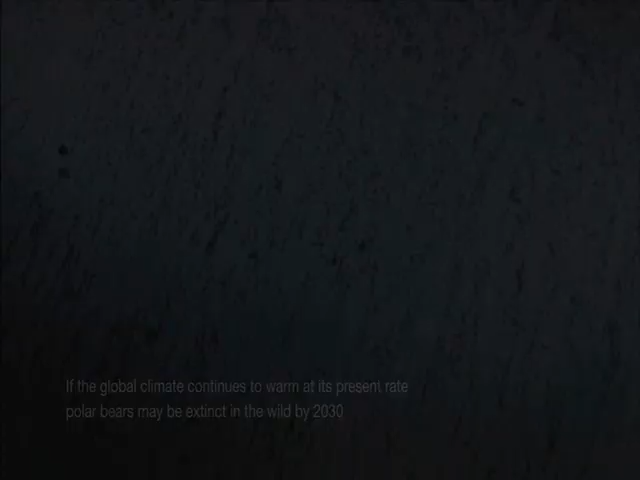 If the global climate continues to warm at its present rate
polar bears may be extinct in the wild by 2030